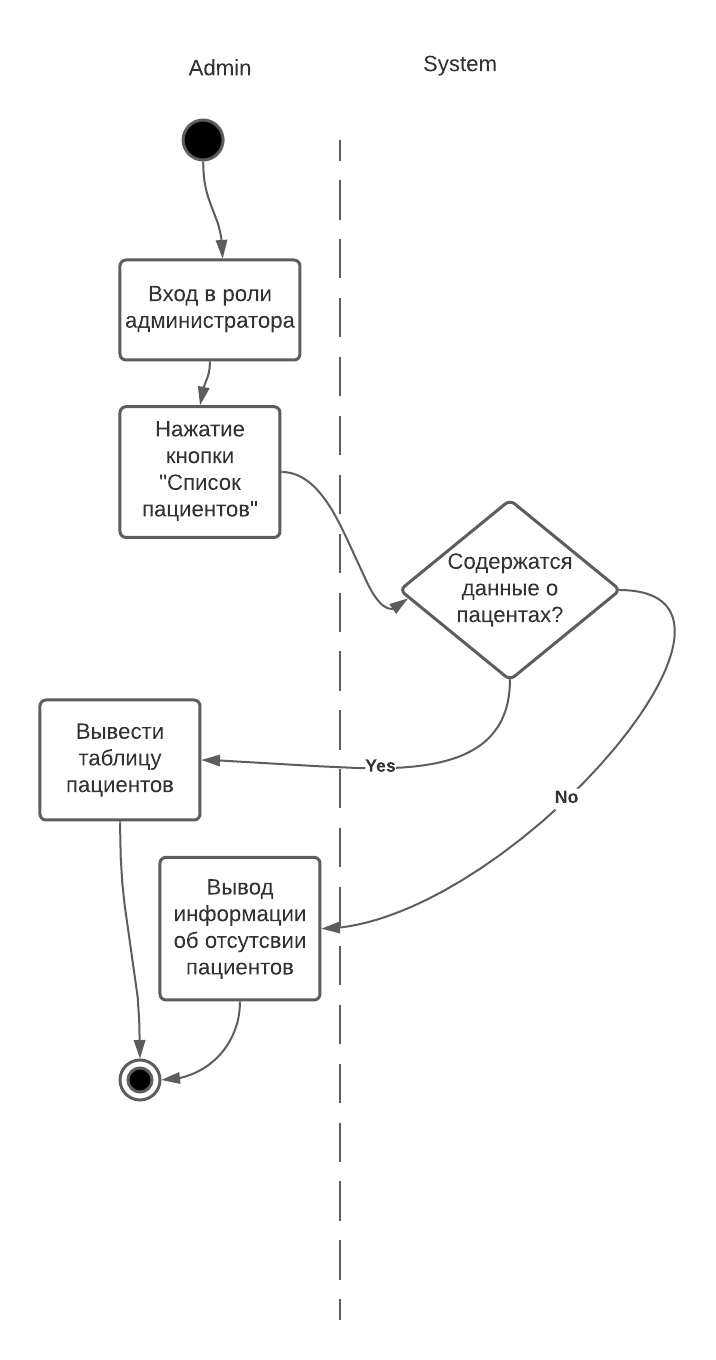 Admin
System
Вход в роли
администратора
Нажатие
кнопки
"Список
пациентов"
Содержатся
данные о
пацентах?
Вывести
таблицу
пациентов
Yes
No
Вывод
информации
об отсутсвии
пациентов